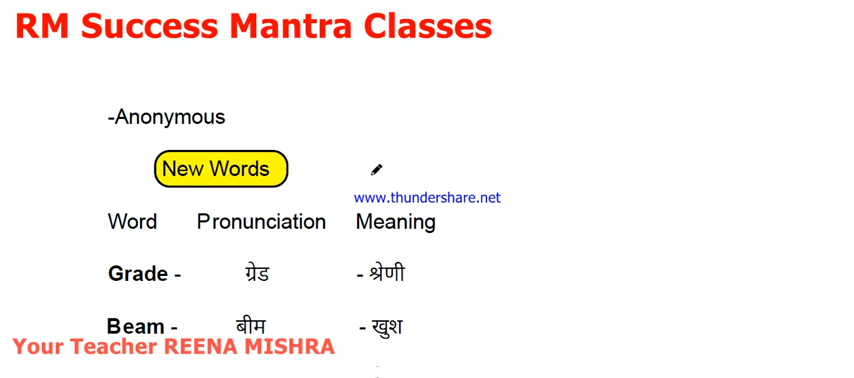 RM Success Mantra Classes
-Anonymous
New Words
www.thundershare.net
Word Pronunciation Meaning
Grade - ग्रेड - श्रेणी
Beam - बीम - खुश
Your Teacher REENA MISHRA